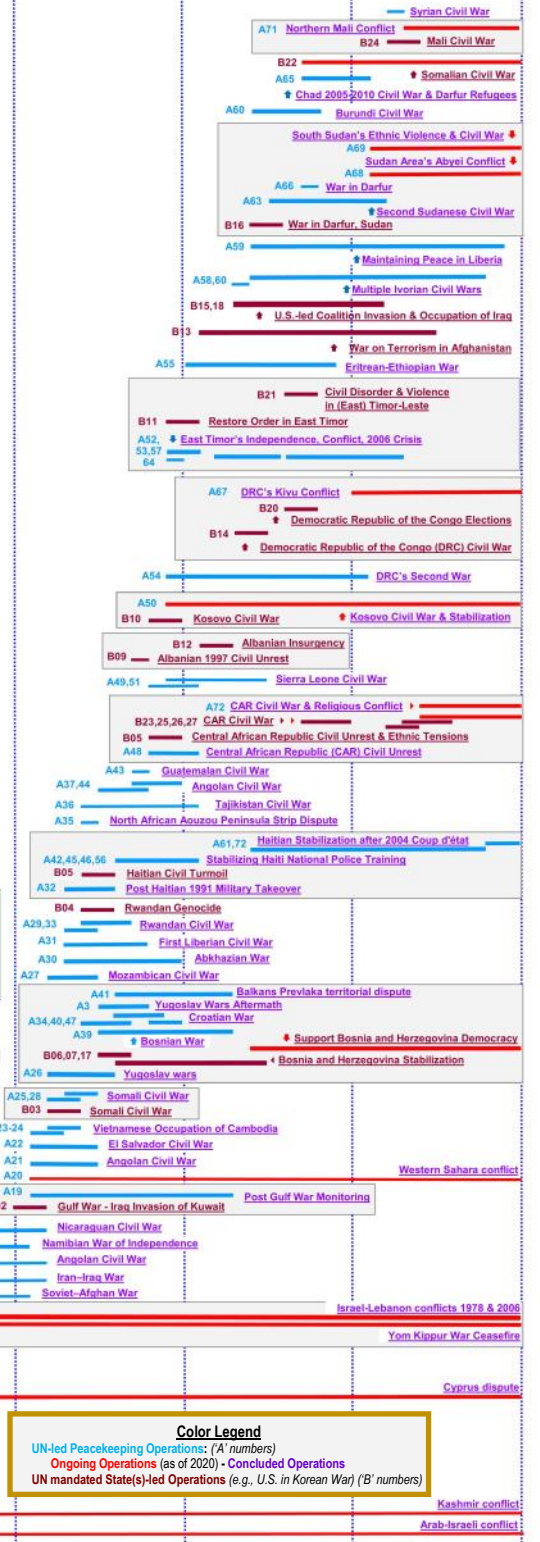 Syrian Civil War
A71 Northern Mali Conflict
B24 Mali Civil War
B22
A65 Somalian Civil War
Chad 2005-2010 Civil War & Darfur Refugees
A60
Burundi Civil War
South Sudan's Ethnic Violence & Civil War
A69
Sudan Area's Abyei Conflict
A68
A66 War in Darfur
A63
Second Sudanese Civil War
B16 War in Darfur, Sudan
A59
Maintaining Peace in Liberia
A58,60
Multiple Ivorian Civil Wars
B15,18
U.S.-led Coalition Invasion & Occupation of Iraq
B13
War on Terrorism in Afghanistan
A55
Eritrean-Ethiopian War
B21 Civil Disorder & Violence
in (East) Timor-Leste
B11 Restore Order in East Timor
A52, East Timor's Independence, Conflict, 2006 Crisis
53,57
64
A67 DRC's Kivu Conflict
B20
Democratic Republic of the Congo Elections
B14
Democratic Republic of the Congo (DRC) Civil War
A54 DRC's Second War
A50
B10 Kosovo Civil War Kosovo Civil War & Stabilization
B12 Albanian Insurgency
B09 Albanian 1997 Civil Unrest
A49,51 Sierra Leone Civil War
A72 CAR Civil War & Religious Conflict
B23,25,26,27 CAR Civil War
B05 Central African Republic Civil Unrest & Ethnic Tensions
A48 Central African Republic (CAR) Civil Unrest
A43 Guatemalan Civil War
A37,44 Angolan Civil War
A36 Tajikistan Civil War
A35 North African Aouzou Peninsula Strip Dispute
A61,72 Haitian Stabilization after 2004 Coup d'état
A42,45,46,56 Stabilizing Haiti National Police Training
B05 Haitian Civil Turmoil
A32 Post Haitian 1991 Military Takeover
B04 Rwandan Genocide
A29,33 Rwandan Civil War
A31 First Liberian Civil War
A30 Abkhazian War
A27 Mozambican Civil War
A41 Balkans Prevlaka territorial dispute
A3 Yugoslav Wars Aftermath
A34,40,47 Croatian War
A39
Bosnian War Support Bosnia and Herzegovina Democracy
B06,07,17 Bosnia and Herzegovina Stabilization
A26 Yugoslav wars
A25,28 Somali Civil War
B03 Somali Civil War
23-24 Vietnamese Occupation of Cambodia
A22 El Salvador Civil War
A21 Angolan Civil War
A20 Western Sahara conflict
A19 Post Gulf War Monitoring
2 Gulf War - Iraq Invasion of Kuwait
Nicaraguan Civil War
Namibian War of Independence
Angolan Civil War
Iran–Iraq War
Soviet–Afghan War
Israel-Lebanon conflicts 1978 & 2006
Yom Kippur War Ceasefire
Cyprus dispute
Color Legend
UN-led Peacekeeping Operations: ('A' numbers)
Ongoing Operations (as of 2020) - Concluded Operations
UN mandated State(s)-led Operations (e.g., U.S. in Korean War) ('B' numbers)
Kashmir conflict
Arab-Israeli conflict